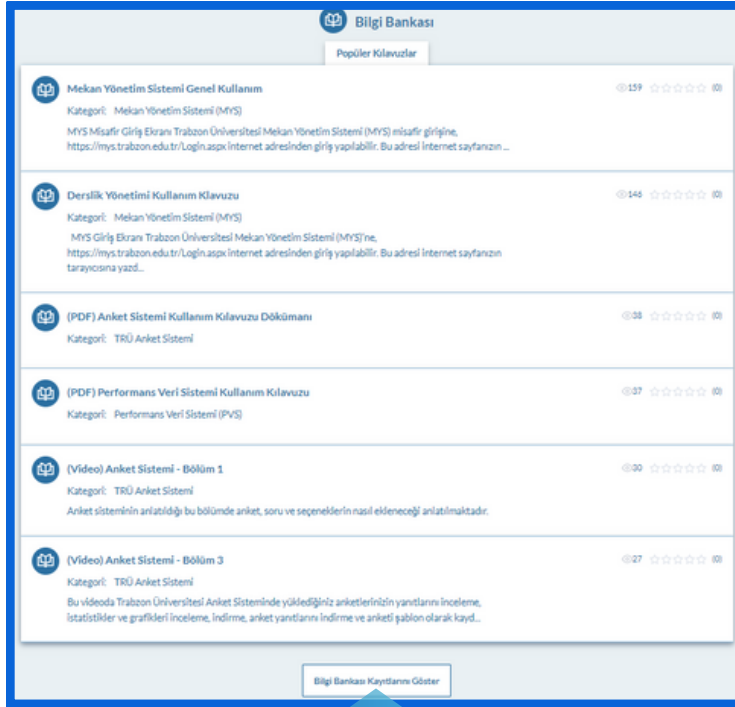 Bilgi Bankası
Popüler Kılavuzlar
Mekan Yönetim Sistemi Genel Kullanım
159 (0)
Kategori: Mekan Yönetim Sistemi (MYS)
MYS Misafir Giriş Ekranı Trabzon Üniversitesi Mekan Yönetim Sistemi (MYS) misafir girişine,
https://mys.trabzon.edu.tr/Login.aspx internet adresinden giriş yapılabilir. Bu adresi internet sayfanızın ...
Derslik Yönetimi Kullanım Klavuzu
146 (0)
Kategori: Mekan Yönetim Sistemi (MYS)
MYS Giriş Ekranı Trabzon Üniversitesi Mekan Yönetim Sistemi (MYS)'ne,
https://mys.trabzon.edu.tr/Login.aspx internet adresinden giriş yapılabilir. Bu adresi internet sayfanızın
tarayıcısına yazd...
(PDF) Anket Sistemi Kullanım Kılavuzu Dökümanı
38 (0)
Kategori: TRÜ Anket Sistemi
(PDF) Performans Veri Sistemi Kullanım Kılavuzu
37 (0)
Kategori: Performans Veri Sistemi (PVS)
(Video) Anket Sistemi - Bölüm 1
30 (0)
Kategori: TRÜ Anket Sistemi
Anket sisteminin anlatıldığı bu bölümde anket, soru ve seçeneklerin nasıl ekleneceği anlatılmaktadır.
(Video) Anket Sistemi - Bölüm 3
27 (0)
Kategori: TRÜ Anket Sistemi
Bu videoda Trabzon Üniversitesi Anket Sisteminde yüklediğiniz anketlerinizin yanıtlarını inceleme,
istatistikler ve grafikleri inceleme, indirme, anket yanıtlarını indirme ve anketi şablon olarak kayd...
Bilgi Bankası Kayıtlarını Göster